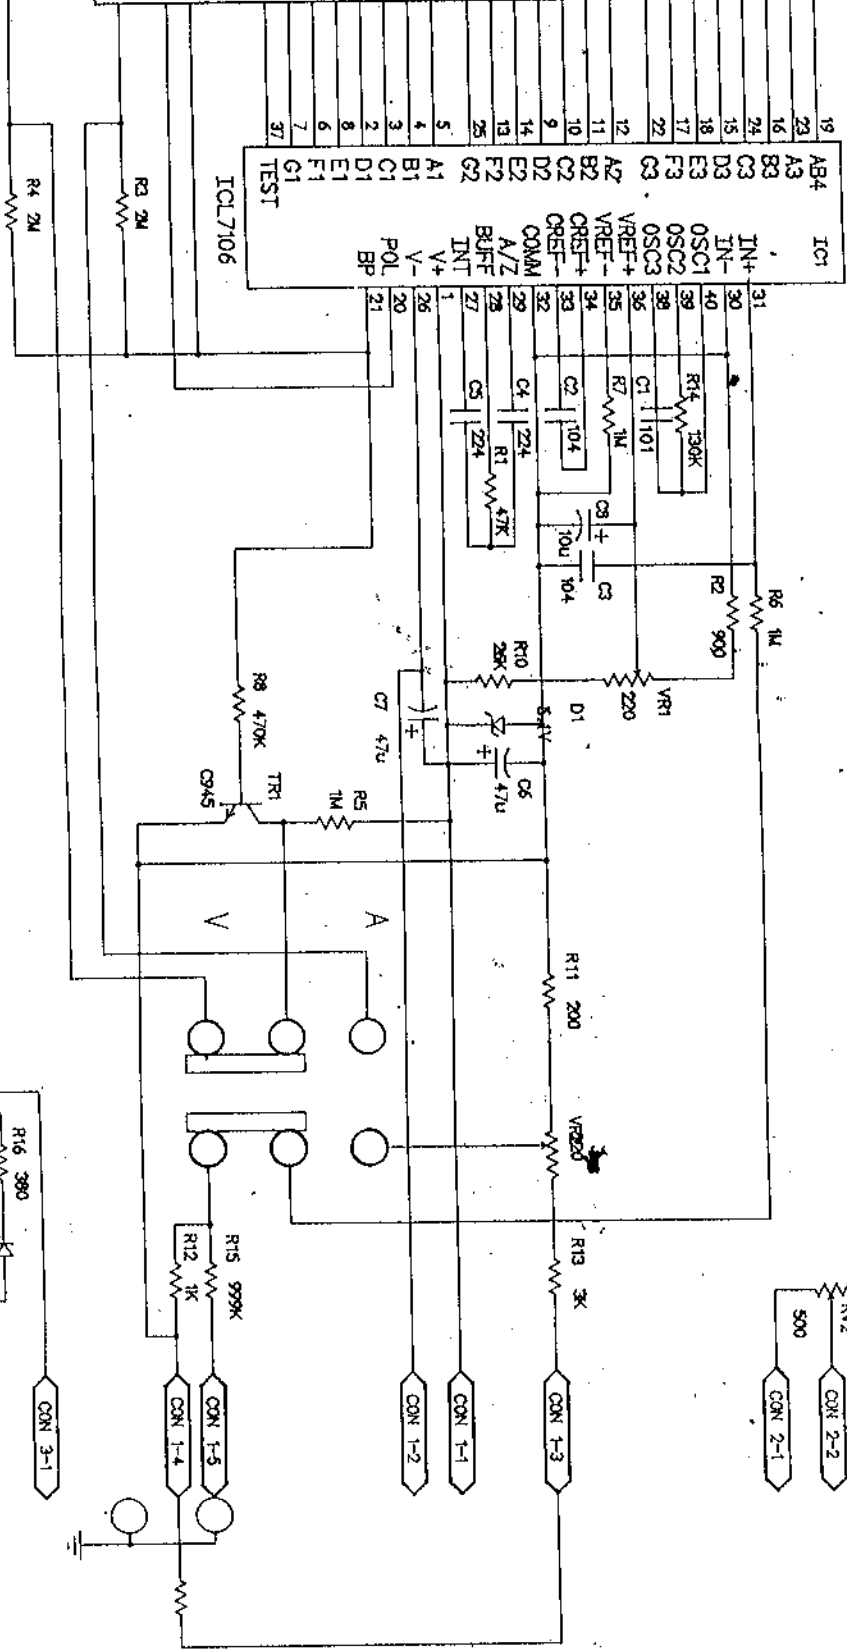 37
7
6
8
2
3
4
5
25
13
14
9
10
11
12
22
17
18
15
24
16
23
19
TEST
G1
F1
E1
D1
C1
B1
A1
G2
F2
E2
D2
C2
B2
A2
G3
F3
E3
D3
C3
B3
A3
AB4
ICL7106
IC1
BP
POL
V-
V+
INT
BUFF
A/Z
COMM
CREF-
CREF+
VREF-
VREF+
OSC3
OSC2
OSC1
IN-
IN+
21
20
26
1
27
28
29
32
33
34
35
36
38
39
40
30
31
R4 2M
R3 2M
C5
224
C4
224
R1
47K
C2
104
R7
1M
C1
101
R14
130K
C8
+
10u
C3
104
R2
900
R6 1M
R10
VR1
220
D1
C7
+
47u
+
C6
47u
R8 470K
TR1
C945
R5
1M
V
A
R11 200
R13 3K
R12
1K
R15 999K
R16 380
500
CON 3-1
CON 1-4
CON 1-5
CON 1-2
CON 1-1
CON 1-3
CON 2-1
CON 2-2